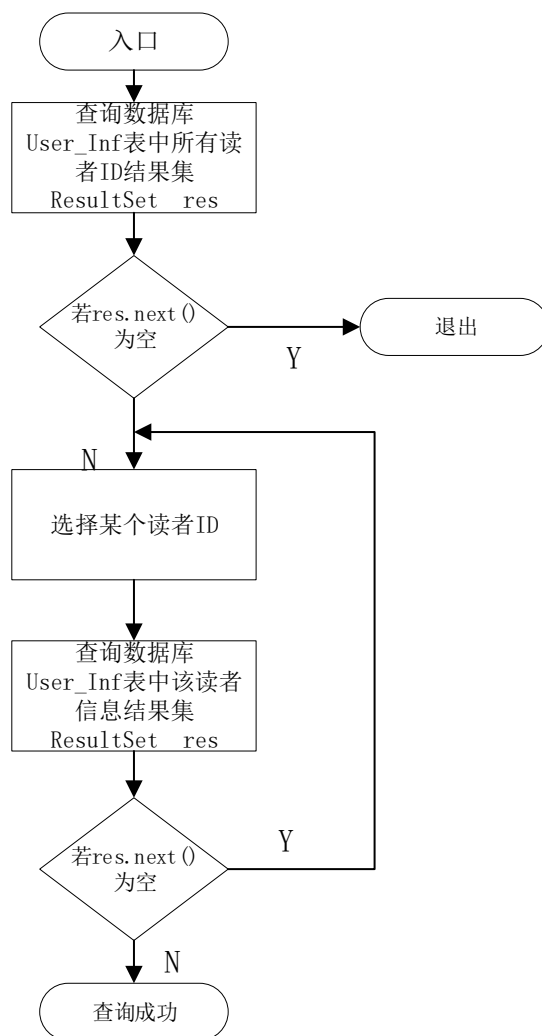 入口
查询数据库
User_Inf表中所有读
者ID结果集
ResultSet res
若res.next()
为空
退出
Y
N
选择某个读者ID
查询数据库
User_Inf表中该读者
信息结果集
ResultSet res
若res.next()
为空
Y
N
查询成功